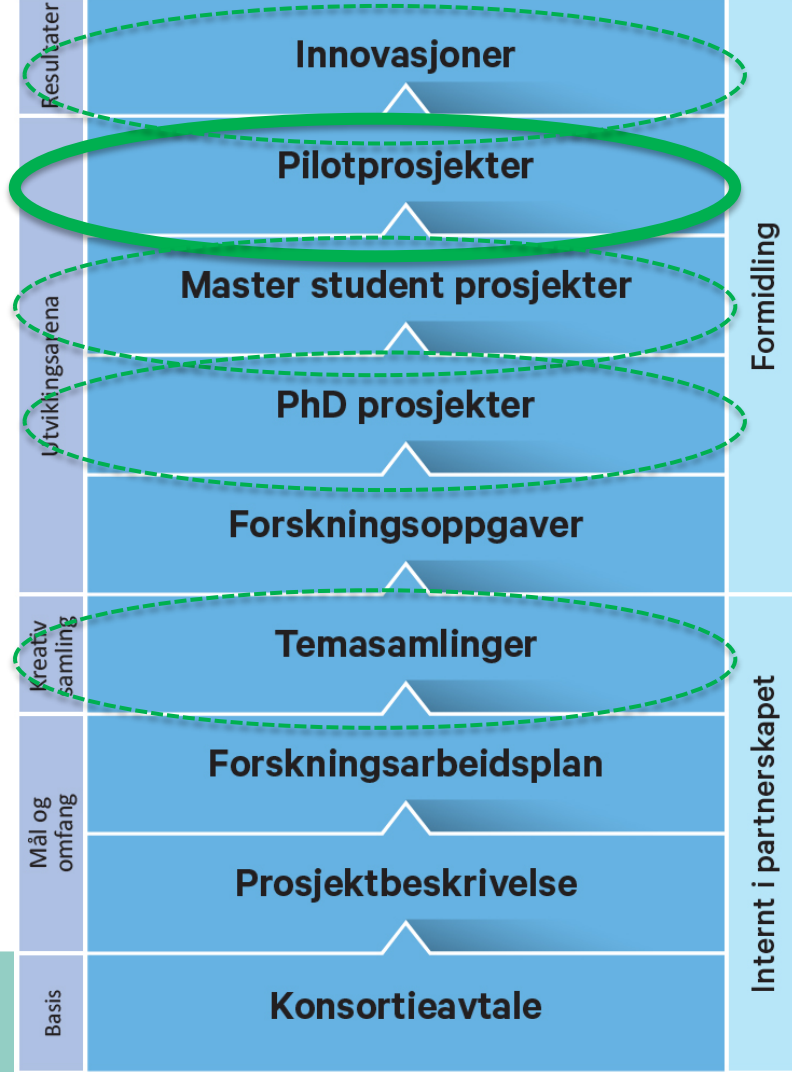 Resultater
Innovasjoner
Pilotprosjekter
Master student prosjekter
PhD prosjekter
Forskningsoppgaver
Utviklingsarena
Formidling
Kreativ
samling
Temasamlinger
Forskningsarbeidsplan
Mål og
omfang
Prosjektbeskrivelse
Internt i partnerskapet
Basis
Konsortieavtale